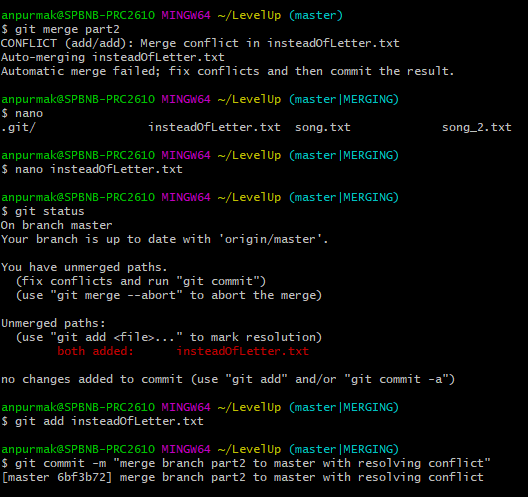 anpurmak@SPBNB-PRC2610 MINGW64 ~/LevelUp (master)
$ git merge part2
CONFLICT (add/add): Merge conflict in insteadOfLetter.txt
Auto-merging insteadOfLetter.txt
Automatic merge failed; fix conflicts and then commit the result.

anpurmak@SPBNB-PRC2610 MINGW64 ~/LevelUp (master|MERGING)
$ nano
.git/ insteadOfLetter.txt song.txt song_2.txt

anpurmak@SPBNB-PRC2610 MINGW64 ~/LevelUp (master|MERGING)
$ nano insteadOfLetter.txt

anpurmak@SPBNB-PRC2610 MINGW64 ~/LevelUp (master|MERGING)
$ git status
On branch master
Your branch is up to date with 'origin/master'.

You have unmerged paths.
(fix conflicts and run "git commit")
(use "git merge --abort" to abort the merge)

Unmerged paths:
(use "git add <file>..." to mark resolution)
both added: insteadOfLetter.txt

no changes added to commit (use "git add" and/or "git commit -a")

anpurmak@SPBNB-PRC2610 MINGW64 ~/LevelUp (master|MERGING)
$ git add insteadOfLetter.txt

anpurmak@SPBNB-PRC2610 MINGW64 ~/LevelUp (master|MERGING)
$ git commit -m "merge branch part2 to master with resolving conflict"
[master 6bf3b72] merge branch part2 to master with resolving conflict